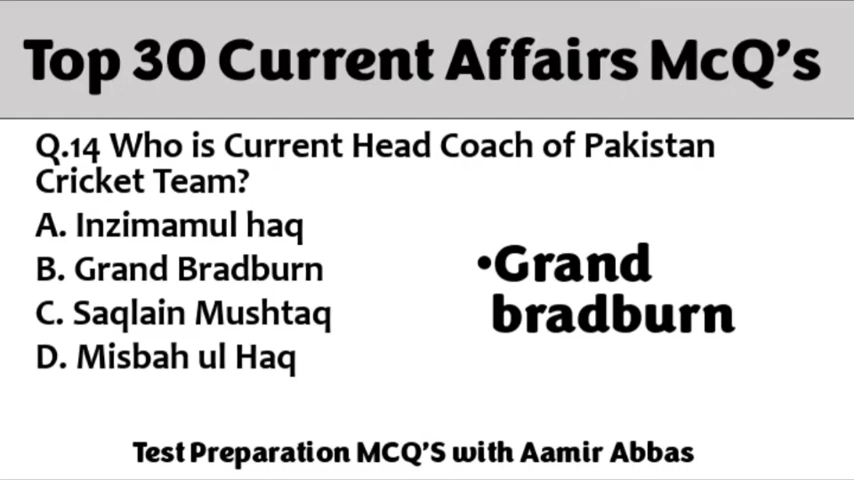 Top 30 Current Affairs McQ's
Q.14 Who is Current Head Coach of Pakistan
Cricket Team?
A. Inzimamul haq
B. Grand Bradburn
C. Saqlain Mushtaq
D. Misbah ul Haq
•Grand
bradburn
Test Preparation MCQ'S with Aamir Abbas